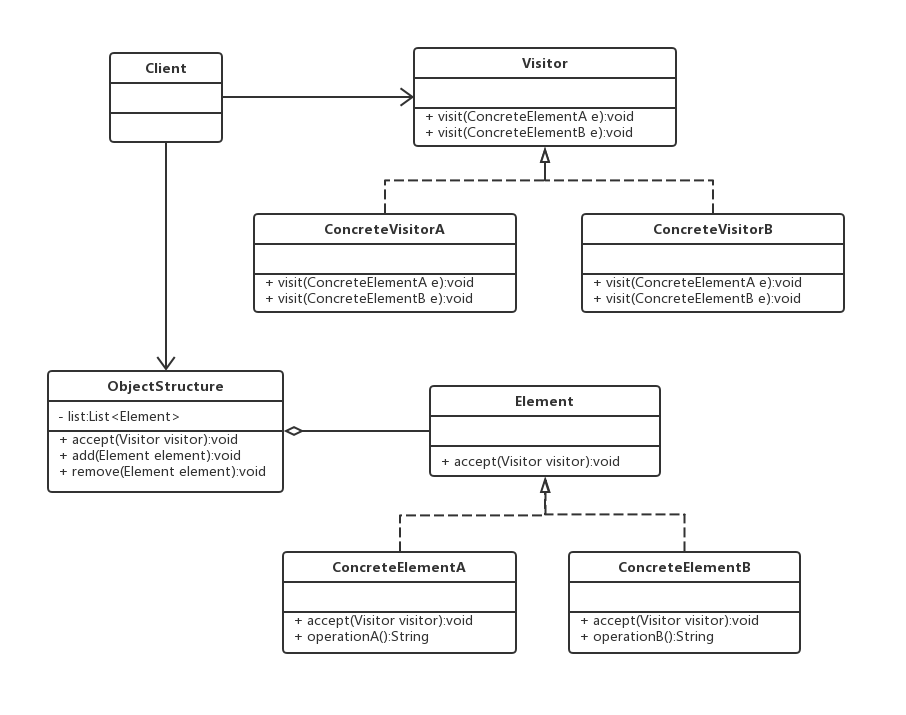 Client
Visitor
+ visit(ConcreteElementA e):void
+ visit(ConcreteElementB e):void
ConcreteVisitorA
+ visit(ConcreteElementA e):void
+ visit(ConcreteElementB e):void
ConcreteVisitorB
+ visit(ConcreteElementA e):void
+ visit(ConcreteElementB e):void
ObjectStructure
- list:List<Element>
+ accept(Visitor visitor):void
+ add(Element element):void
+ remove(Element element):void
Element
+ accept(Visitor visitor):void
ConcreteElementA
+ accept(Visitor visitor):void
+ operationA():String
ConcreteElementB
+ accept(Visitor visitor):void
+ operationB():String